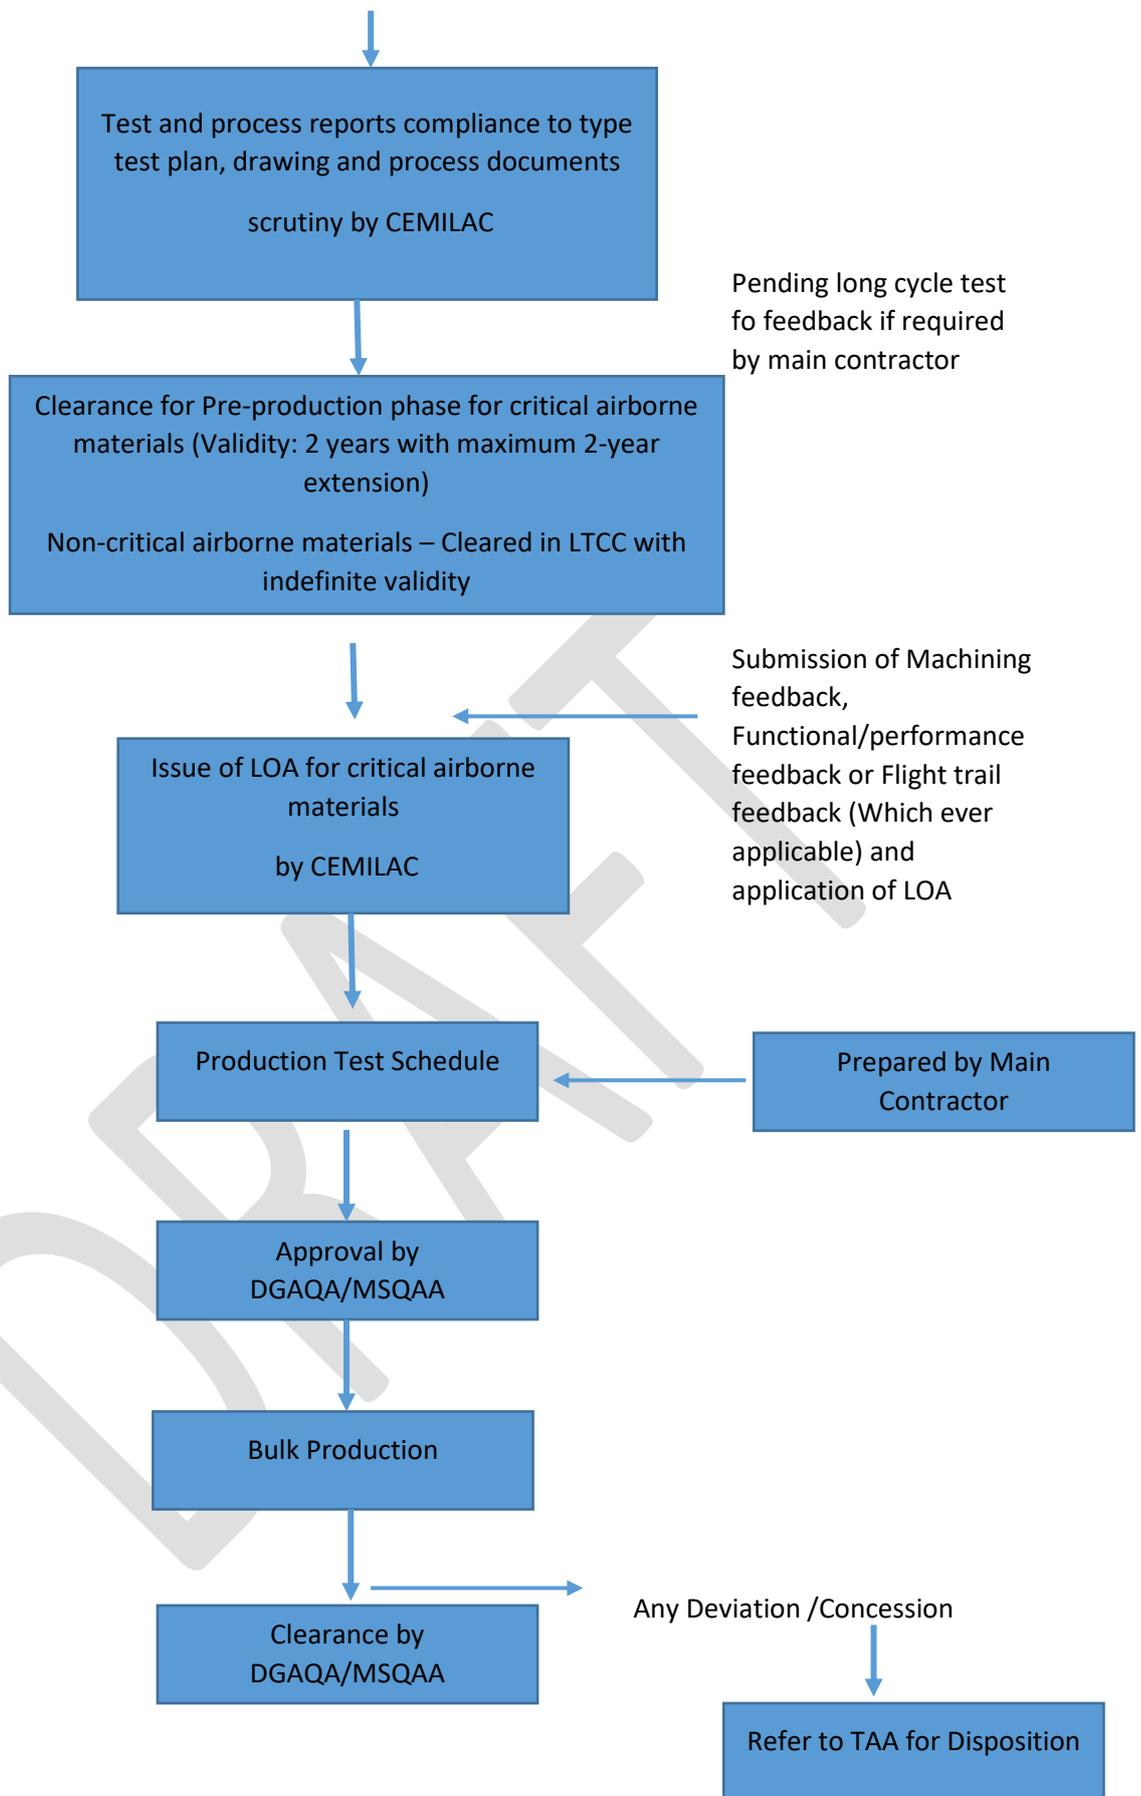 Test and process reports compliance to type
test plan, drawing and process documents
scrutiny by CEMILAC
Pending long cycle test
fo feedback if required
by main contractor
Clearance for Pre-production phase for critical airborne
materials (Validity: 2 years with maximum 2-year
extension)
Non-critical airborne materials – Cleared in LTCC with
indefinite validity
Submission of Machining
feedback,
Functional/performance
feedback or Flight trail
feedback (Which ever
applicable) and
application of LOA
Issue of LOA for critical airborne
materials
by CEMILAC
Production Test Schedule
Prepared by Main
Contractor
Approval by
DGAQA/MSQAA
Bulk Production
Any Deviation /Concession
Clearance by
DGAQA/MSQAA
Refer to TAA for Disposition
DRAFT